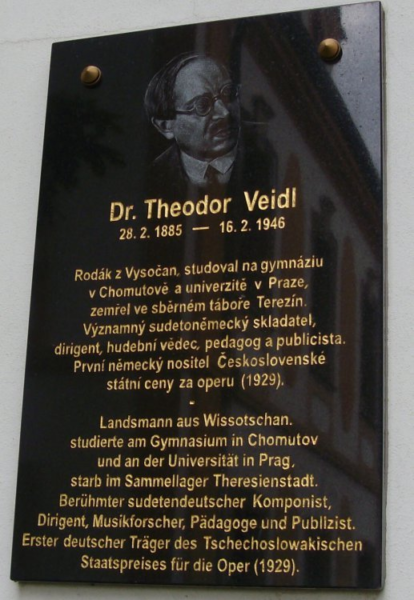 Dr. Theodor Veidl
28. 2. 1885 — 16. 2. 1946
Rodák z Vysočan, studoval na gymnáziu
v Chomutově a univerzitě v Praze,
zemřel ve sběrném táboře Terezín.
Významný sudetoněmecký skladatel,
dirigent, hudební vědec, pedagog a publicista.
První německý nositel Československé
státní ceny za operu (1929).
-
Landsmann aus Wissotschan.
studierte am Gymnasium in Chomutov
und an der Universität in Prag,
starb im Sammellager Theresienstadt.
Berühmter sudetendeutscher Komponist,
Dirigent, Musikforscher, Pädagoge und Publizist.
Erster deutscher Träger des Tschechoslowakischen
Staatspreises für die Oper (1929).